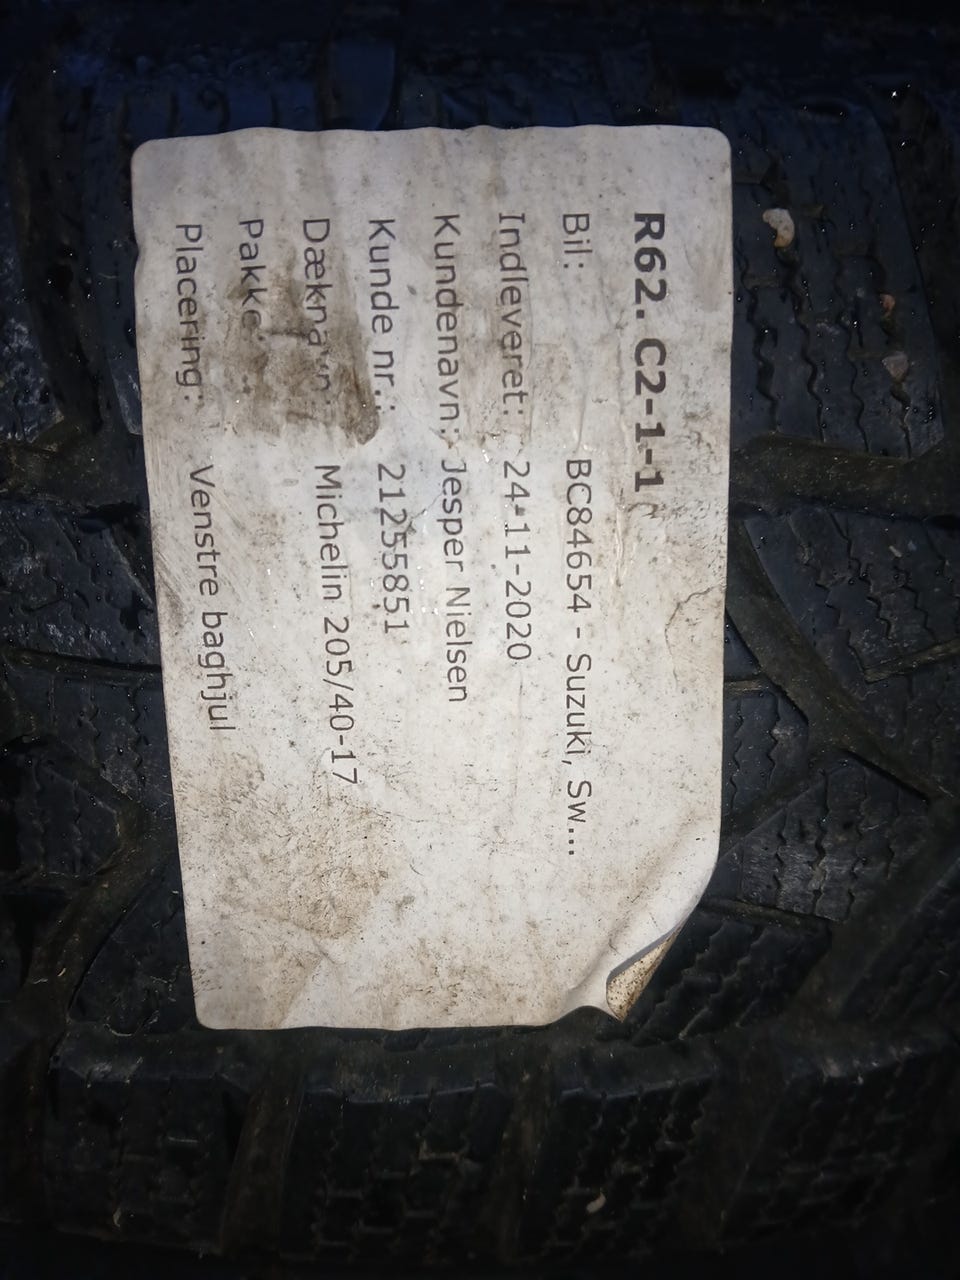 R62. C2-1-1
Bil: BC84654 - Suzuki, Sw...
Indleveret: 24-11-2020
Kundenavn: Jesper Nielsen
Kunde nr.: 21255851
Dæknavn: Michelin 205/40-17
Pakke:
Placering: Venstre baghjul